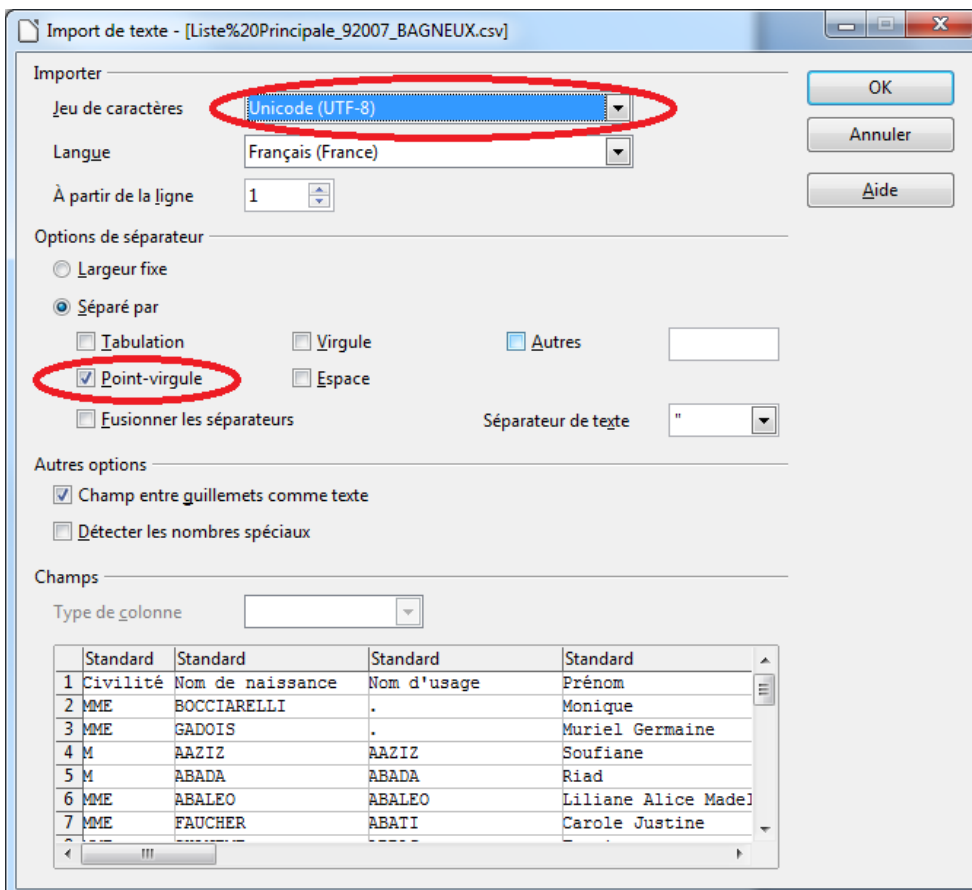 Import de texte - [Liste%20Principale_92007_BAGNEUX.csv]
Importer
OK
Jeu de caractères Unicode (UTF-8)
Annuler
Langue Français (France)
À partir de la ligne 1
Aide
Options de séparateur
Largeur fixe
Séparé par
Tabulation Virgule Autres
Point-virgule Espace
Fusionner les séparateurs Séparateur de texte "
Autres options
Champ entre guillemets comme texte
Détecter les nombres spéciaux
Champs
Type de colonne
Standard Standard Standard Standard
1 Civilité Nom de naissance Nom d'usage Prénom
2 MME BOCCIARELLI . Monique
3 MME GADOIS . Muriel Germaine
4 M AAZIZ AAZIZ Soufiane
5 M ABADA ABADA Riad
6 MME ABALEO ABALEO Liliane Alice Madel
7 MME FAUCHER ABATI Carole Justine